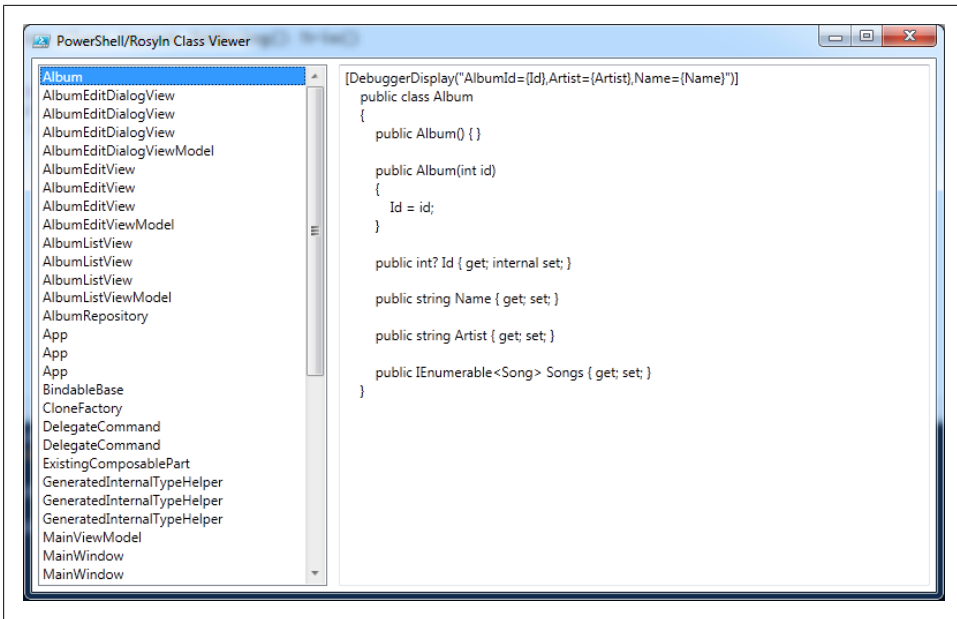 PowerShell/Rosyln Class Viewer
Album
AlbumEditDialogView
AlbumEditDialogView
AlbumEditDialogView
AlbumEditDialogViewModel
AlbumEditView
AlbumEditView
AlbumEditView
AlbumEditViewModel
AlbumListView
AlbumListView
AlbumListView
AlbumListViewModel
AlbumRepository
App
App
App
BindableBase
CloneFactory
DelegateCommand
DelegateCommand
ExistingComposablePart
GeneratedInternalTypeHelper
GeneratedInternalTypeHelper
GeneratedInternalTypeHelper
MainViewModel
MainWindow
MainWindow
[DebuggerDisplay("AlbumId={Id},Artist={Artist},Name={Name}")]
public class Album
{
public Album() { }
public Album(int id)
{
Id = id;
}
public int? Id { get; internal set; }
public string Name { get; set; }
public string Artist { get; set; }
public IEnumerable<Song> Songs { get; set; }
}